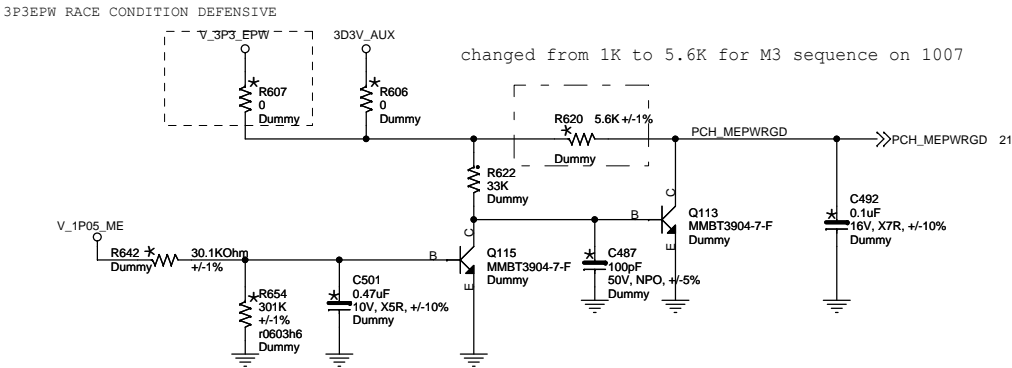 3P3EPW RACE CONDITION DEFENSIVE
V_3P3_EPW
3D3V_AUX
changed from 1K to 5.6K for M3 sequence on 1007
R607
0
Dummy
R606
0
Dummy
R620 5.6K +/-1%
Dummy
PCH_MEPWRGD
PCH_MEPWRGD 21
R622
33K
Dummy
C
B
E
Q113
MMBT3904-7-F
Dummy
C492
0.1uF
16V, X7R, +/-10%
Dummy
V_1P05_ME
R642
Dummy
30.1KOhm
+/-1%
C
B
E
Q115
MMBT3904-7-F
Dummy
C487
100pF
50V, NPO, +/-5%
Dummy
R654
301K
+/-1%
r0603h6
Dummy
C501
0.47uF
10V, X5R, +/-10%
Dummy